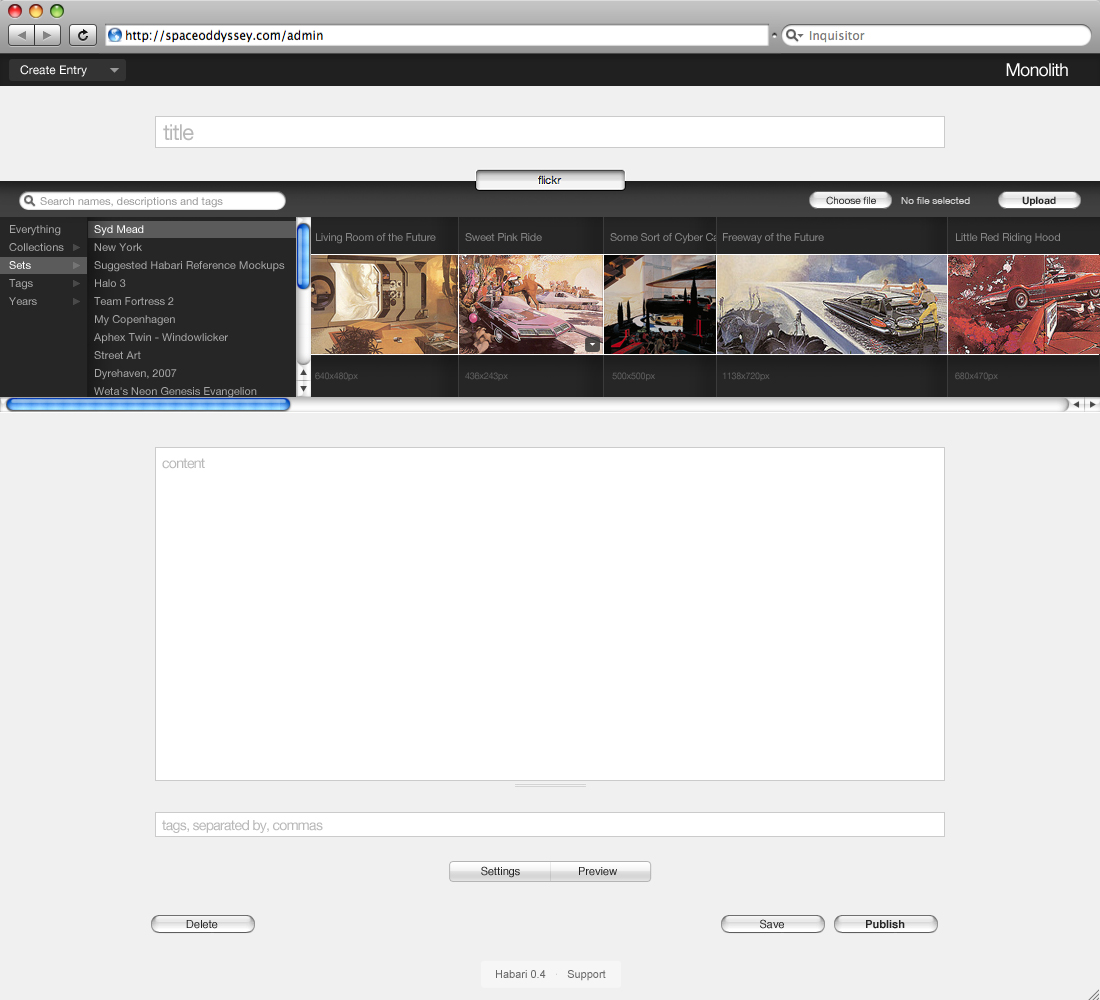 http://spaceoddyssey.com/admin
Inquisitor
Create Entry
Monolith
title
flickr
Search names, descriptions and tags
Choose file
No file selected
Upload
Everything
Collections
Sets
Tags
Years
Syd Mead
New York
Suggested Habari Reference Mockups
Halo 3
Team Fortress 2
My Copenhagen
Aphex Twin - Windowlicker
Street Art
Dyrehaven, 2007
Weta's Neon Genesis Evangelion
Living Room of the Future
Sweet Pink Ride
Some Sort of Cyber Ca
Freeway of the Future
Little Red Riding Hood
640x480px
436x243px
500x500px
1138x720px
680x470px
content
tags, separated by, commas
Settings
Preview
Delete
Save
Publish
Habari 0.4 · Support